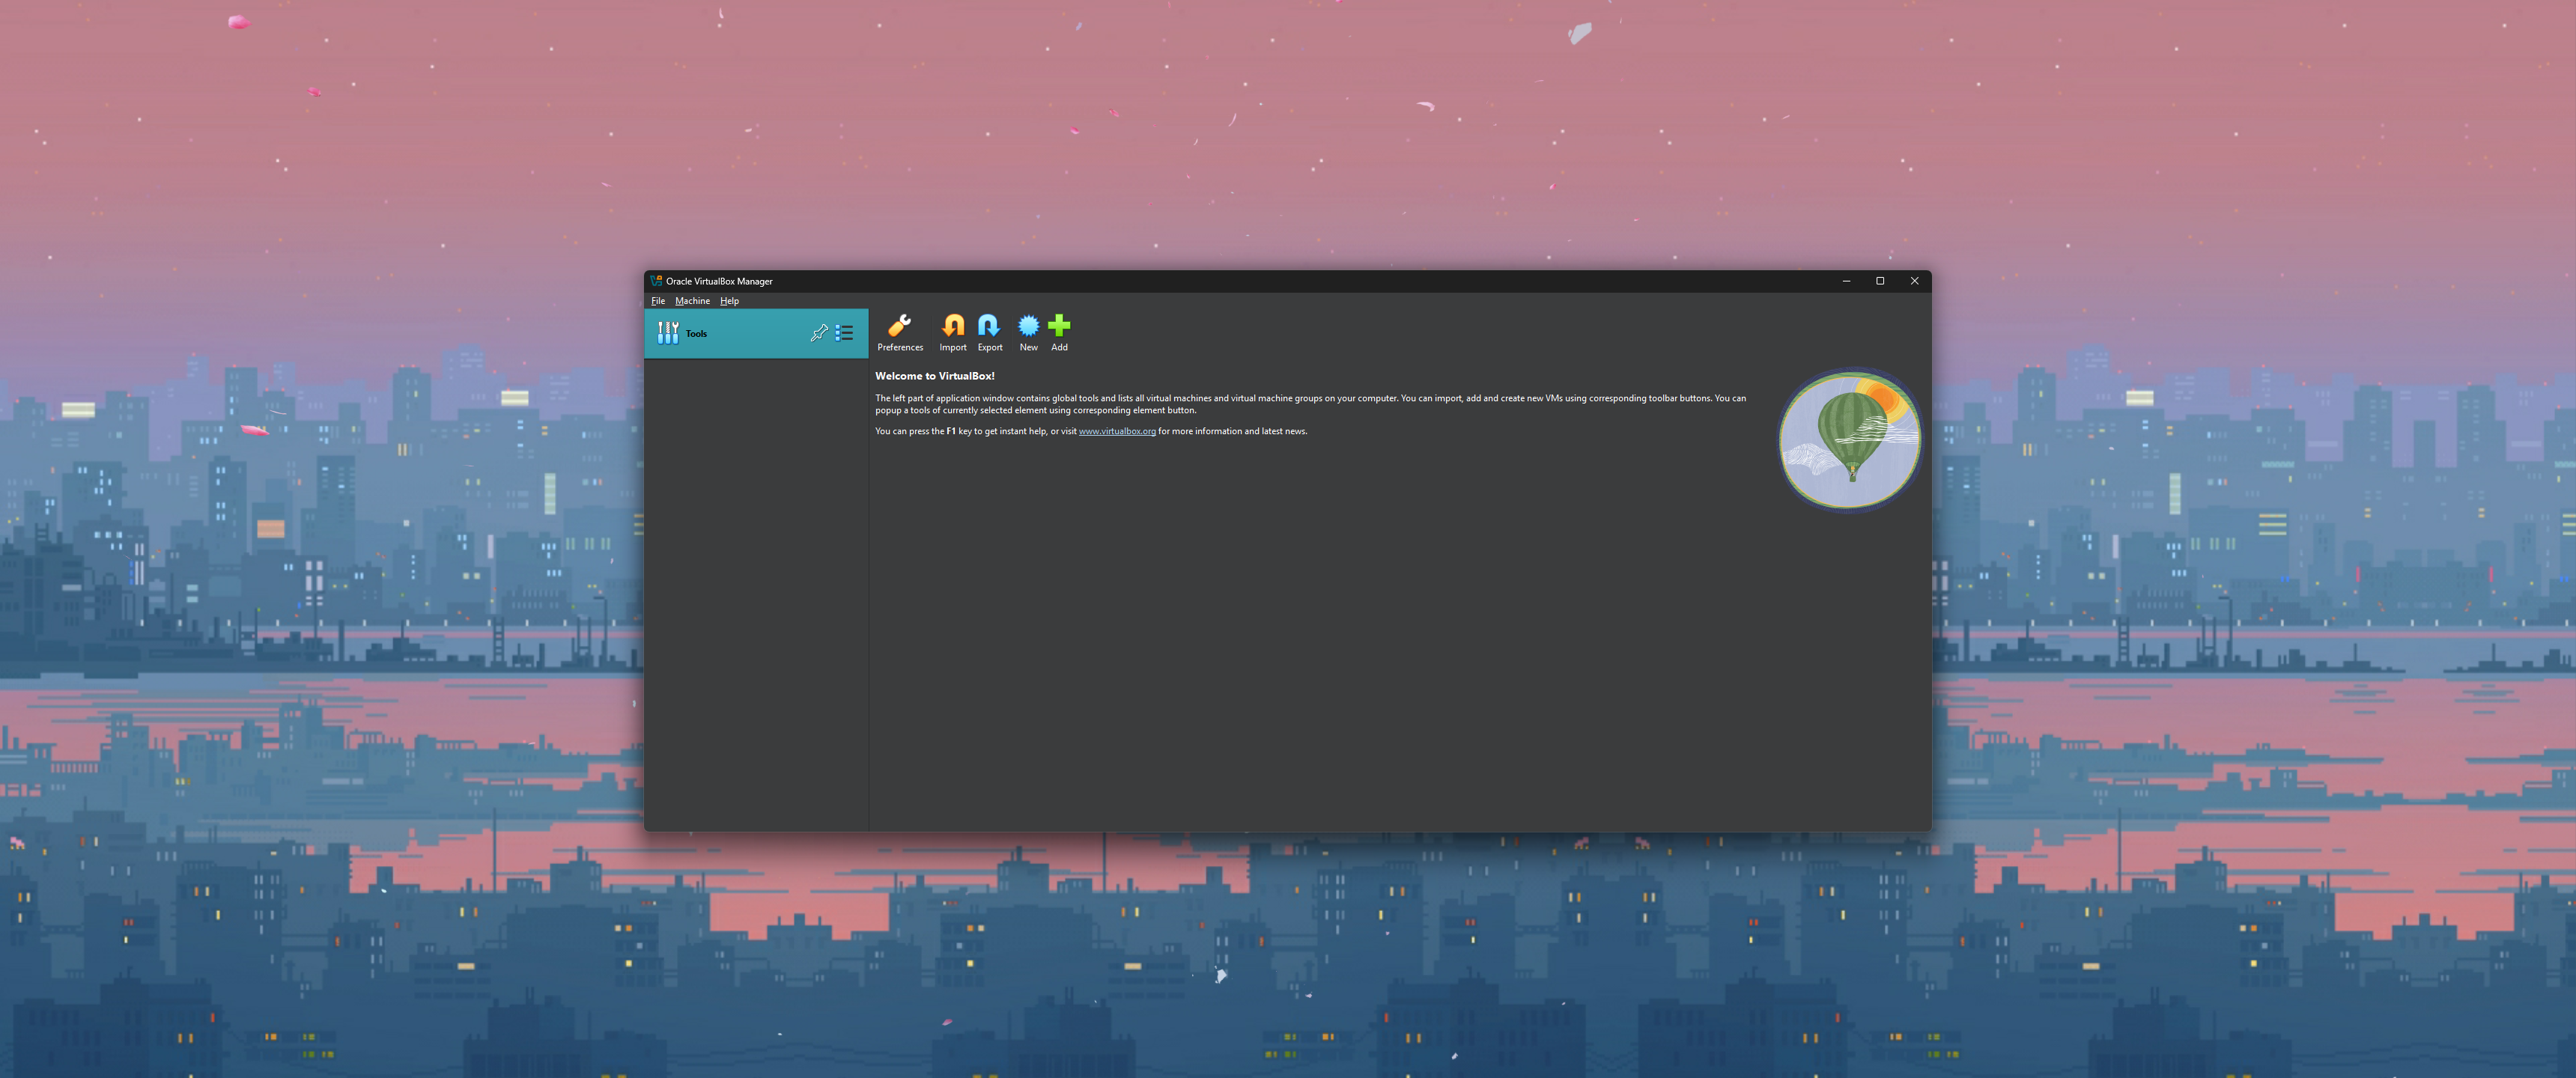 Oracle VirtualBox Manager
File Machine Help
Tools
Preferences Import Export New Add
Welcome to VirtualBox!
The left part of application window contains global tools and lists all virtual machines and virtual machine groups on your computer. You can import, add and create new VMs using corresponding toolbar buttons. You can
popup a tools of currently selected element using corresponding element button.
You can press the F1 key to get instant help, or visit www.virtualbox.org for more information and latest news.